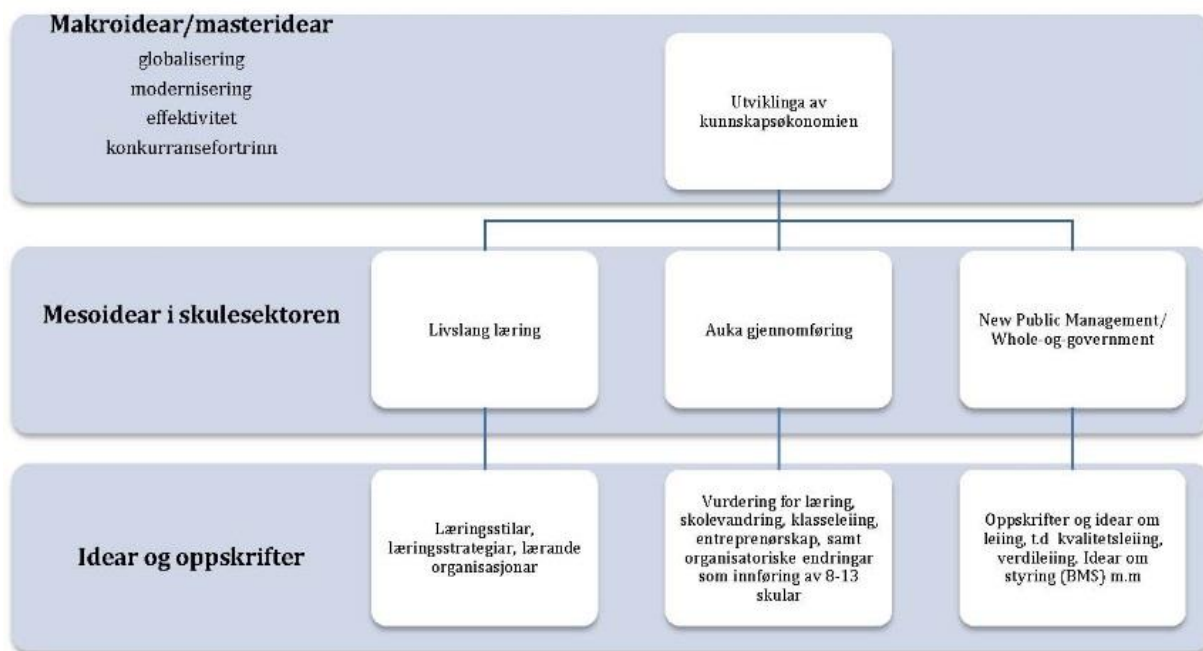 Makroidear/masteridear
globalisering
modernisering
effektivitet
konkurransefortrinn
Utviklinga av
kunnskapsøkonomien
Mesoidear i skulesektoren
Livslang læring
Auka gjennomføring
New Public Management/
Whole-og-government
Idear og oppskrifter
Læringsstilar,
læringsstrategiar, lærande
organisasjonar
Vurdering for læring,
skolevandring, klasseleiing,
entreprenørskap, samt
organisatoriske endringar
som innføring av 8-13
skular
Oppskrifter og idear om
leiing, t.d kvalitetsleiing,
verdileiing. Idear om
styring (BMS) m.m